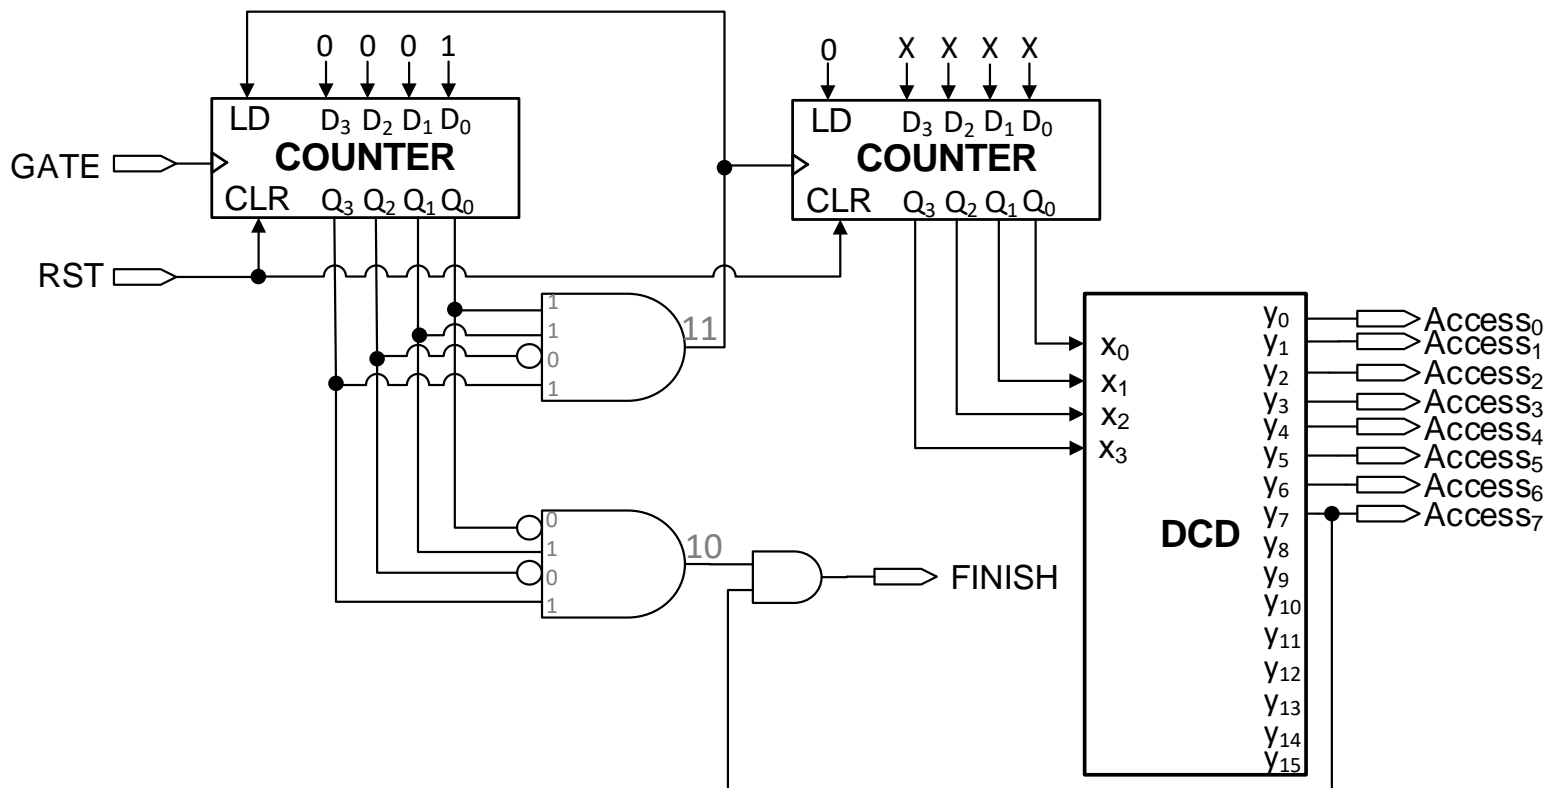 0 0 0 1
0 X X X X
LD D₃ D₂ D₁ D₀
COUNTER
CLR Q₃ Q₂ Q₁ Q₀
LD D₃ D₂ D₁ D₀
COUNTER
CLR Q₃ Q₂ Q₁ Q₀
GATE
RST
1
1
0
1
11
0
1
0
1
10
FINISH
x₀
x₁
x₂
x₃
DCD
y₀
y₁
y₂
y₃
y₄
y₅
y₆
y₇
y₈
y₉
y₁₀
y₁₁
y₁₂
y₁₃
y₁₄
y₁₅
Access₀
Access₁
Access₂
Access₃
Access₄
Access₅
Access₆
Access₇